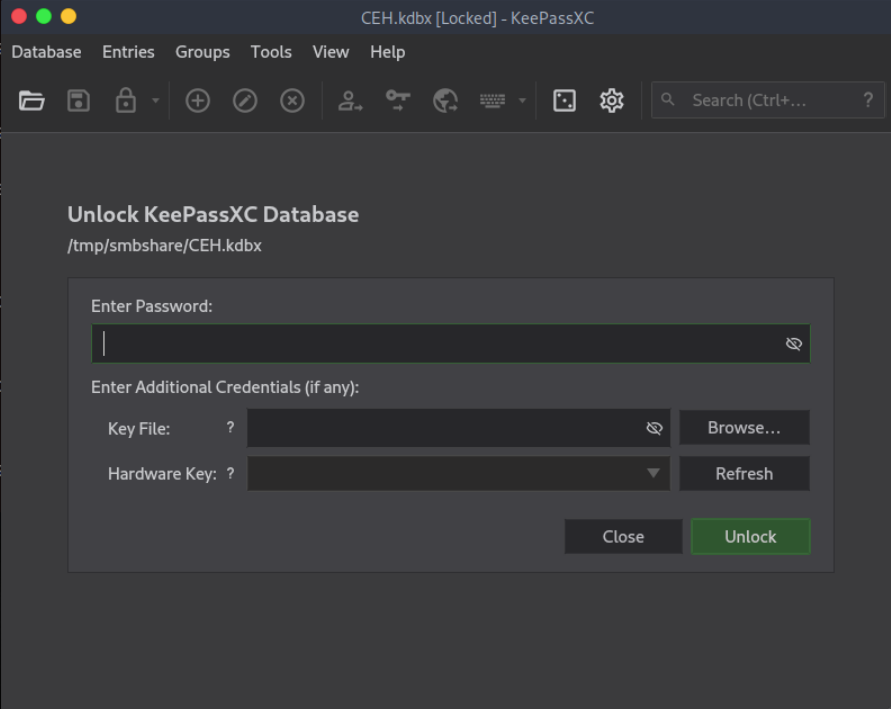 CEH.kdbx [Locked] - KeePassXC
Database Entries Groups Tools View Help
Search (Ctrl+... ?
Unlock KeePassXC Database
/tmp/smbshare/CEH.kdbx
Enter Password:
Enter Additional Credentials (if any):
Key File: ? Browse...
Hardware Key: ? Refresh
Close Unlock